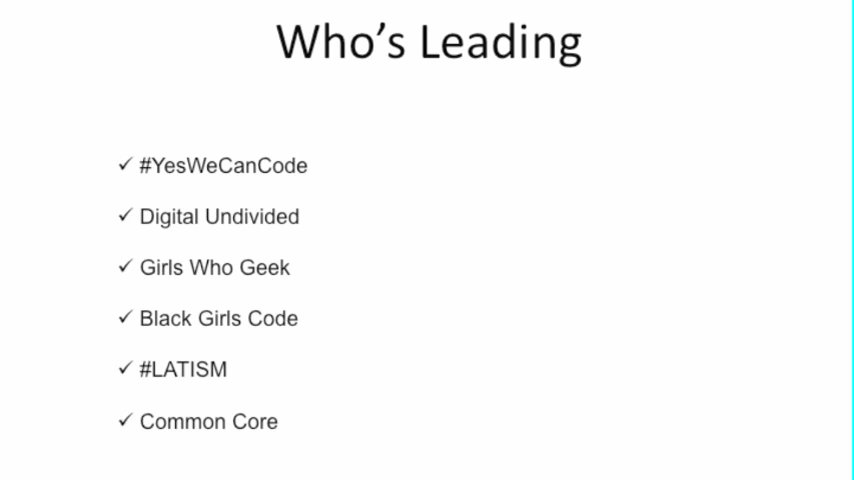 Who's Leading
✓ #YesWeCanCode
✓ Digital Undivided
✓ Girls Who Geek
✓ Black Girls Code
✓ #LATISM
✓ Common Core